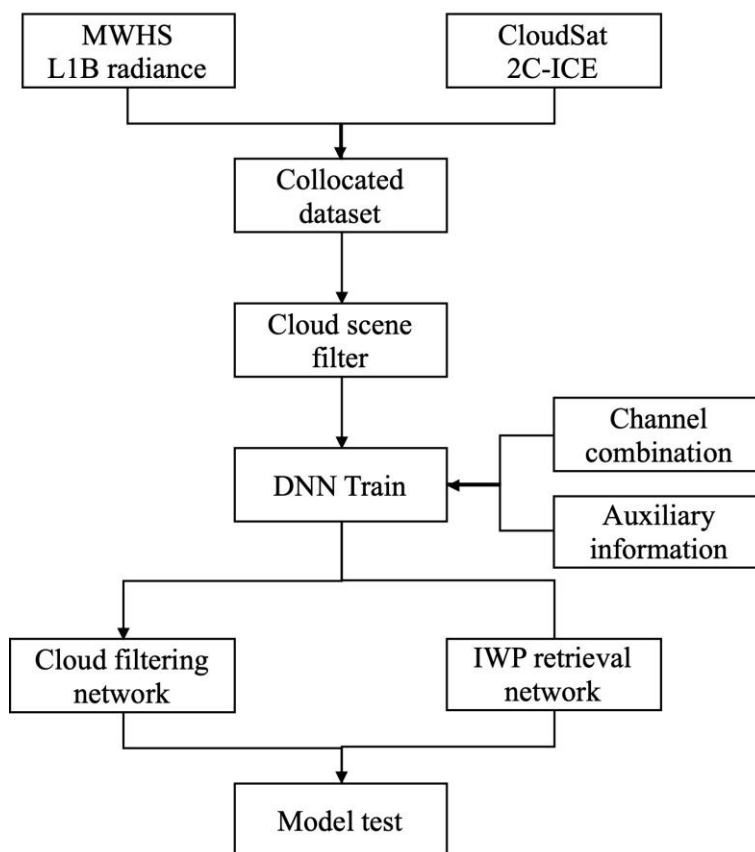 MWHS
L1B radiance
CloudSat
2C-ICE
Collocated
dataset
Cloud scene
filter
Channel
combination
DNN Train
Auxiliary
information
Cloud filtering
network
IWP retrieval
network
Model test